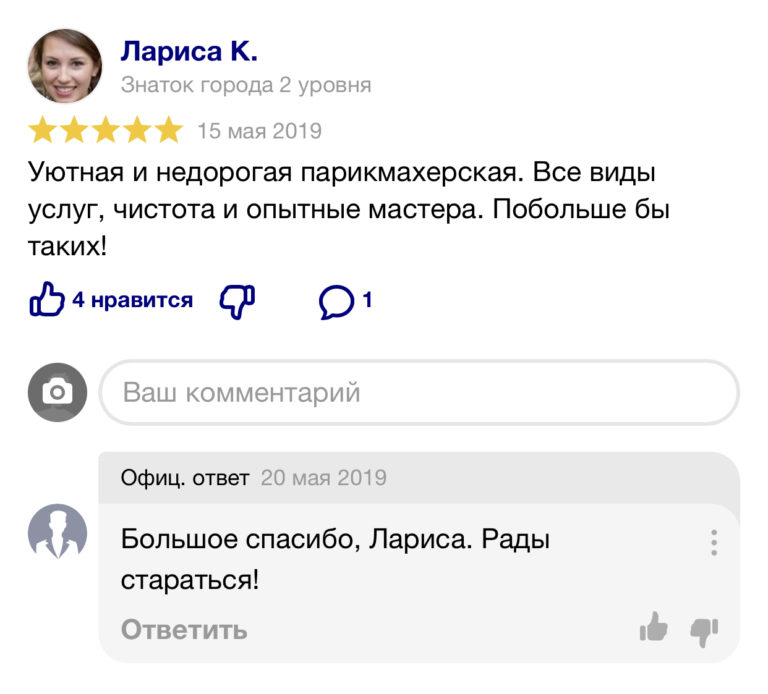 Лариса К.
Знаток города 2 уровня
15 мая 2019
Уютная и недорогая парикмахерская. Все виды
услуг, чистота и опытные мастера. Побольше бы
таких!
4 нравится 1
Ваш комментарий
Офиц. ответ 20 мая 2019
Большое спасибо, Лариса. Рады
стараться!
Ответить